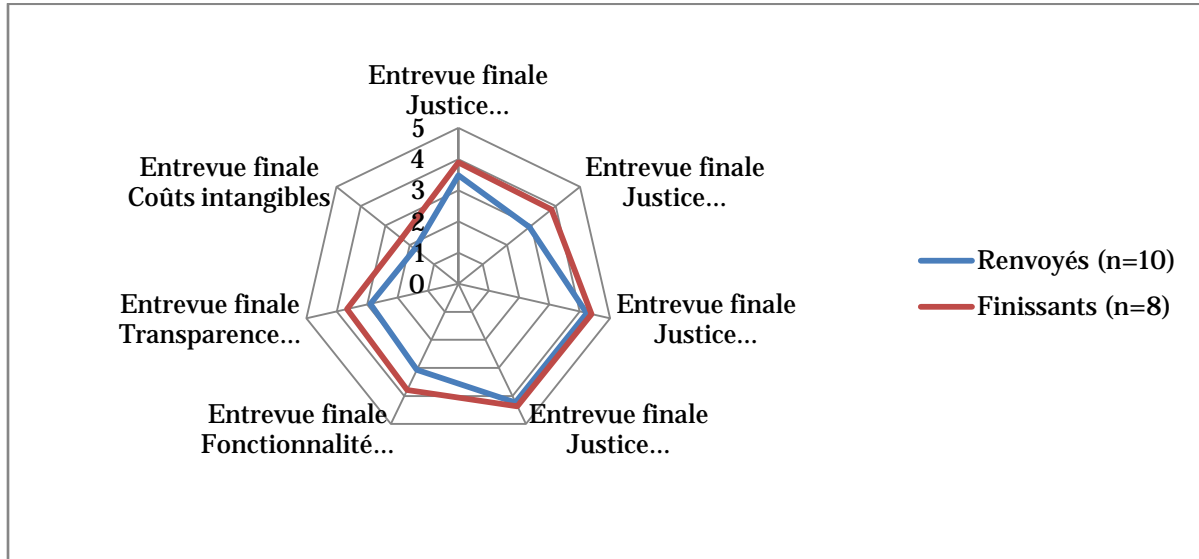 Entrevue finale
Justice...
5
4
3
2
1
0
Entrevue finale
Justice...
Entrevue finale
Justice...
Entrevue finale
Justice...
Entrevue finale
Fonctionnalité...
Entrevue finale
Transparence...
Entrevue finale
Coûts intangibles
Renvoyés (n=10)
Finissants (n=8)